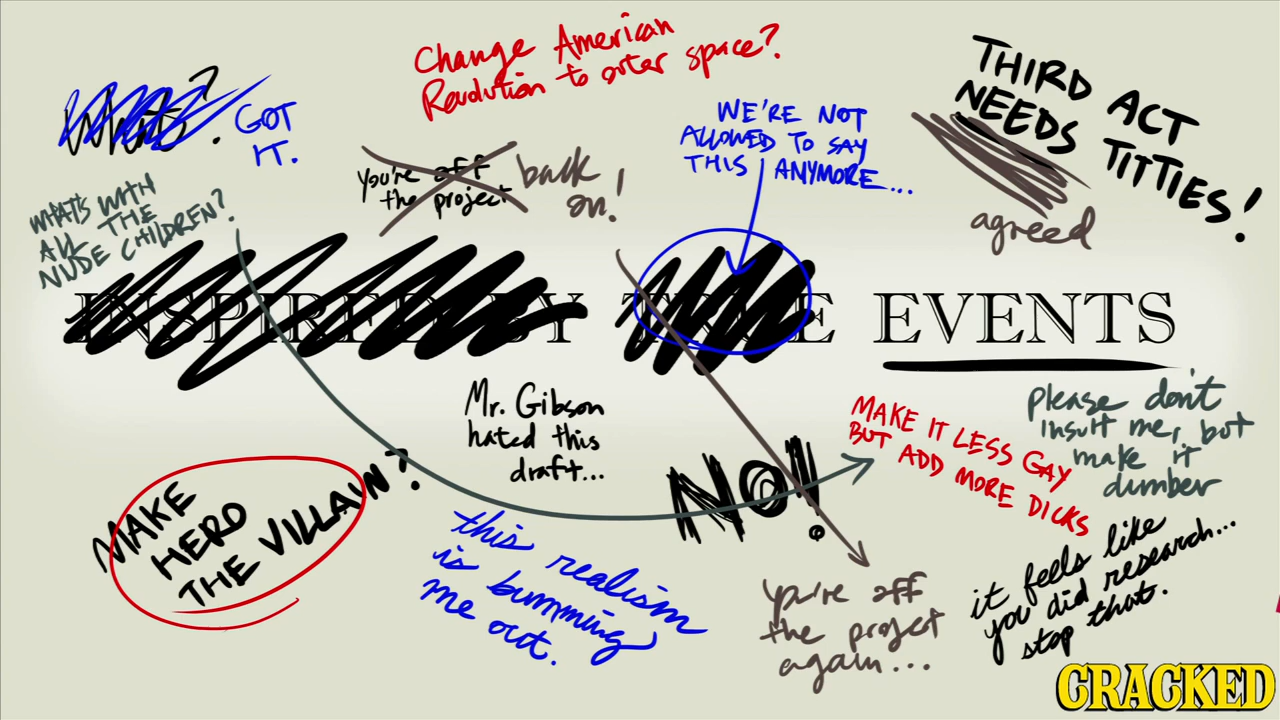 Change American
Revolution to outer space?
GOT
IT.
THIRD ACT
NEEDS TITTIES!
agreed
WE'RE NOT
ALLOWED TO SAY
THIS ANYMORE...
You're off
the project
back
on!
WHAT'S WITH
ALL THE
NUDE CHILDREN?
INSPIRED BY TRUE EVENTS
Mr. Gibson
hated this
draft...
NO!
MAKE IT LESS GAY
BUT ADD MORE DICKS
please don't
insult me, but
make it
dumber
MAKE
HERO
THE VILLAIN?
this realism
is bumming
me out.
you're off
the project
again...
it feels like
you did research...
stop that.
CRACKED